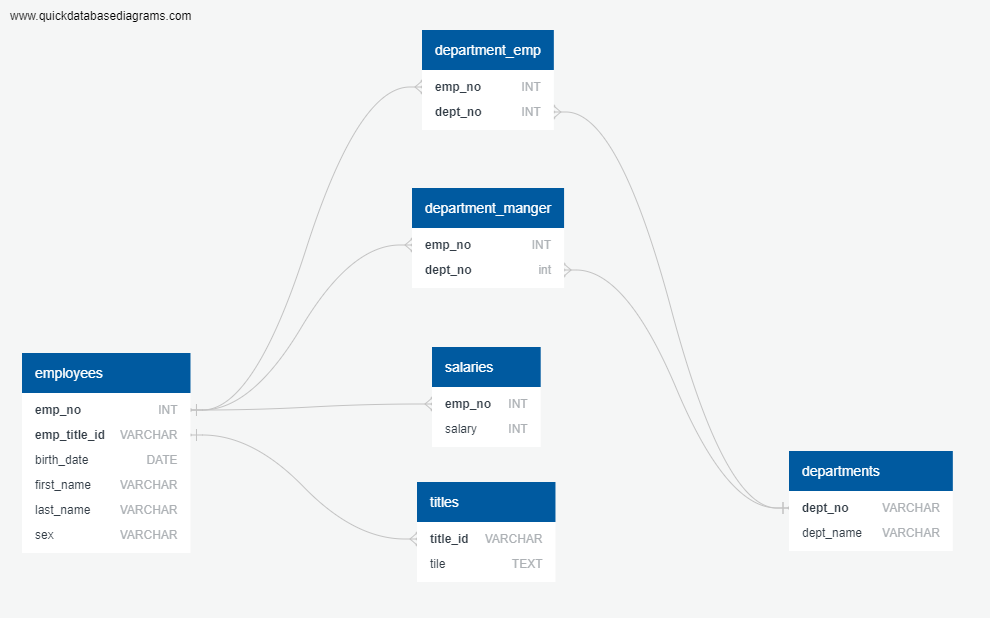 www.quickdatabasediagrams.com
department_emp
emp_no INT
dept_no INT
department_manger
emp_no INT
dept_no int
salaries
emp_no INT
salary INT
employees
emp_no INT
emp_title_id VARCHAR
birth_date DATE
first_name VARCHAR
last_name VARCHAR
sex VARCHAR
titles
title_id VARCHAR
tile TEXT
departments
dept_no VARCHAR
dept_name VARCHAR